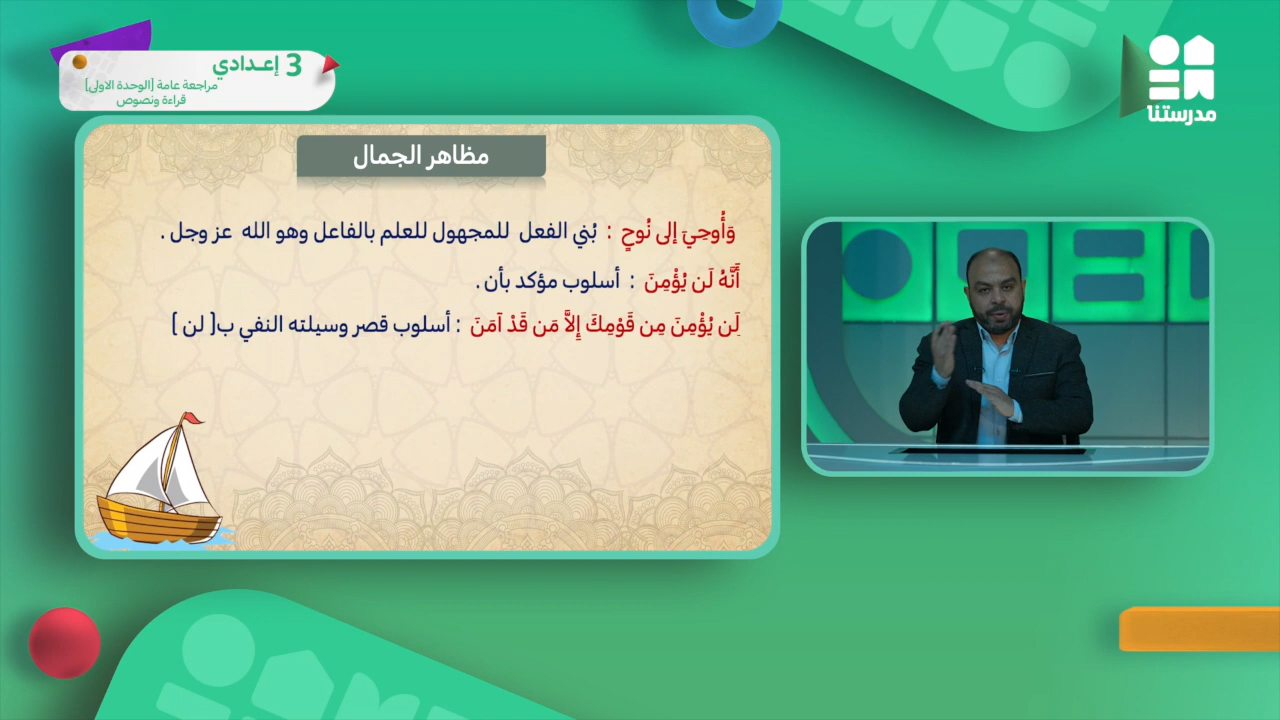 3 إعدادي
مراجعة عامة [الوحدة الاولى]
قراءة ونصوص
مدرستنا
مظاهر الجمال
وَأُوحِيَ إلى نُوحٍ : بُني الفعل للمجهول للعلم بالفاعل وهو الله عز وجل .
أَنَّهُ لَن يُؤْمِنَ : أسلوب مؤكد بأن .
لَن يُؤْمِنَ مِن قَوْمِكَ إِلاَّ مَن قَدْ آمَنَ : أسلوب قصر وسيلته النفي ب[ لن ]